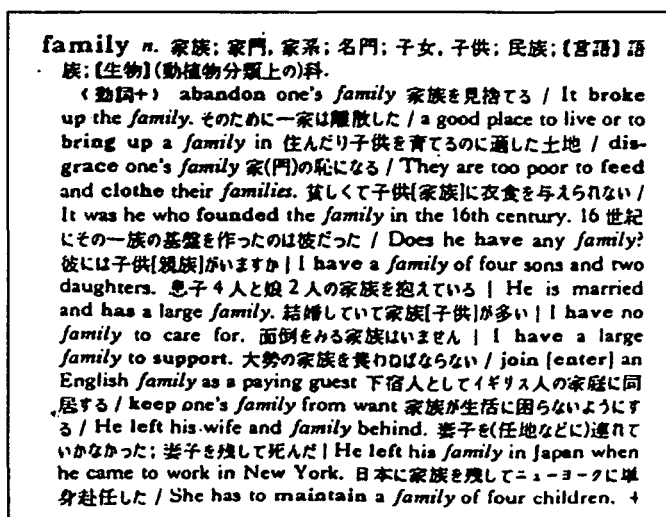 family n. 家族; 家門, 家系; 名門; 子女, 子供; 民族; 【言語】語
族; 【生物】(動植物分類上の)科.
《動詞+》 abandon one's family 家族を見捨てる / It broke
up the family. そのために一家は離散した / a good place to live or to
bring up a family in 住んだり子供を育てるのに適した土地 / dis-
grace one's family 家(門)の恥になる / They are too poor to feed
and clothe their families. 貧しくて子供[家族]に衣食を与えられない /
It was he who founded the family in the 16th century. 16 世紀
にその一族の基盤を作ったのは彼だった / Does he have any family?
彼には子供[親族]がいますか | I have a family of four sons and two
daughters. 息子 4 人と娘 2 人の家族を抱えている | He is married
and has a large family. 結婚していて家族[子供]が多い | I have no
family to care for. 面倒をみる家族はいません | I have a large
family to support. 大勢の家族を養わねばならない / join [enter] an
English family as a paying guest 下宿人としてイギリス人の家庭に同
居する / keep one's family from want 家族が生活に困らないようにす
る / He left his wife and family behind. 妻子を(任地などに)連れて
いかなかった; 妻子を残して死んだ | He left his family in Japan when
he came to work in New York. 日本に家族を残してニューヨークに単
身赴任した / She has to maintain a family of four children. 4